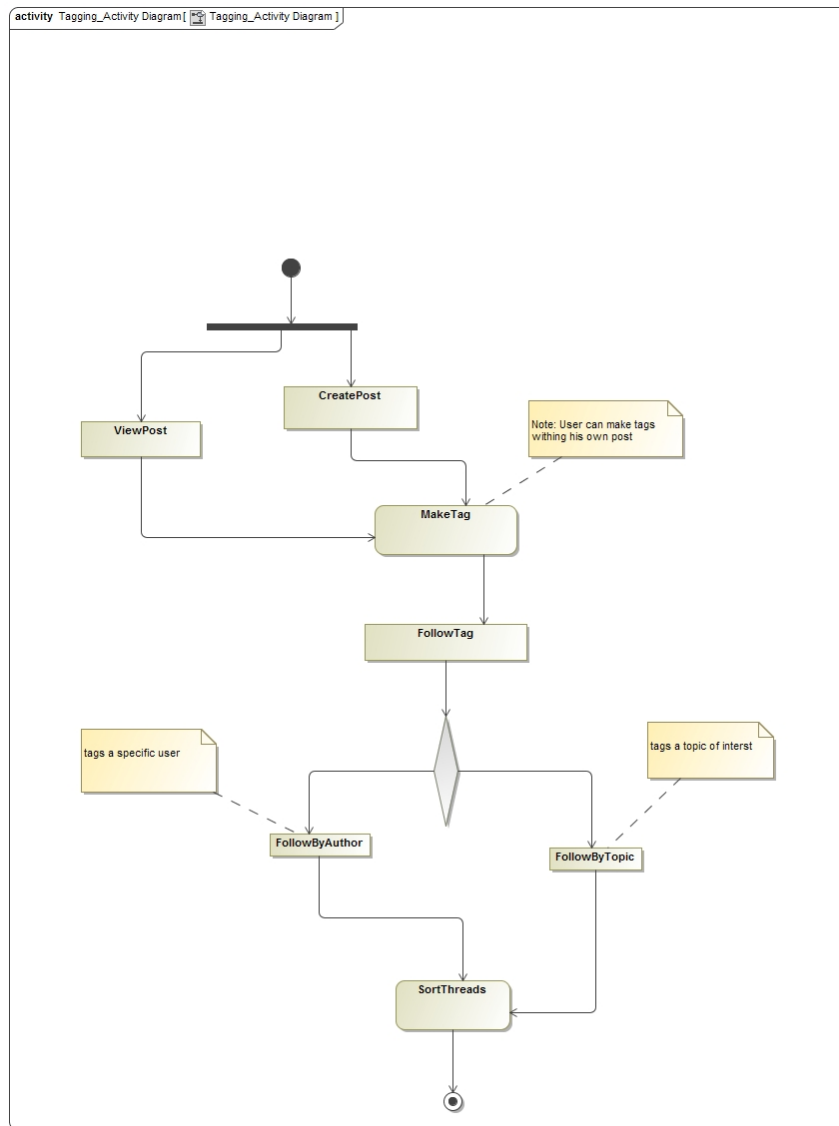 activity Tagging_Activity Diagram [ Tagging_Activity Diagram ]
CreatePost
ViewPost
Note: User can make tags
withing his own post
MakeTag
FollowTag
tags a specific user
tags a topic of interst
FollowByAuthor
FollowByTopic
SortThreads